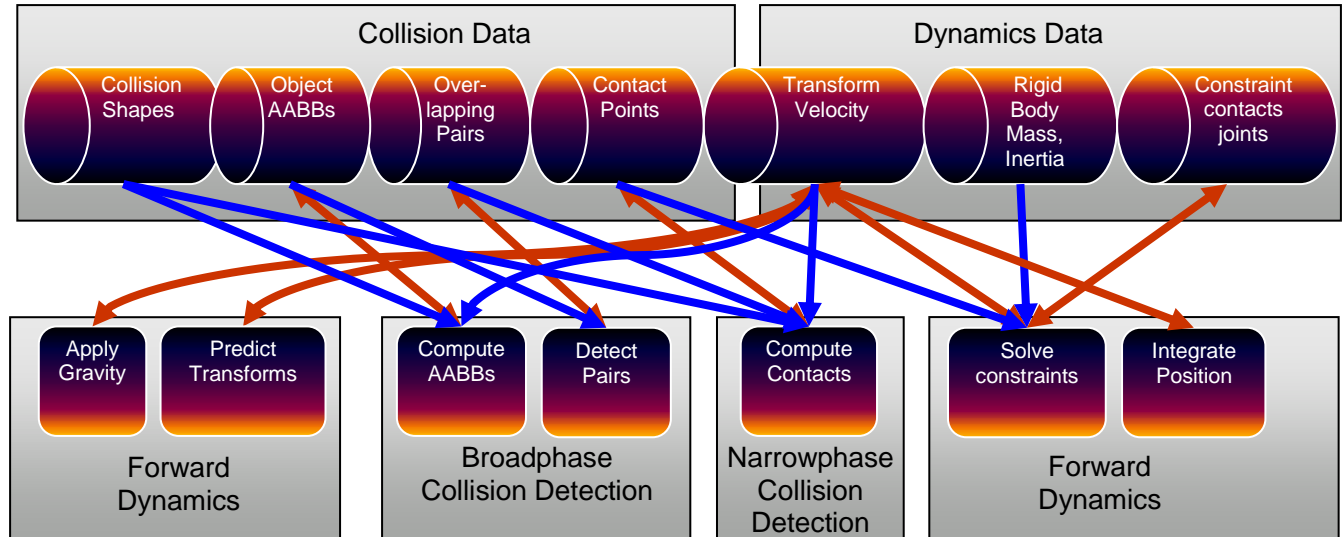 Collision Data
Dynamics Data
Collision
Shapes
Object
AABBs
Over-
lapping
Pairs
Contact
Points
Transform
Velocity
Rigid
Body
Mass,
Inertia
Constraint
contacts
joints
Apply
Gravity
Predict
Transforms
Compute
AABBs
Detect
Pairs
Compute
Contacts
Solve
constraints
Integrate
Position
Forward
Dynamics
Broadphase
Collision Detection
Narrowphase
Collision
Detection
Forward
Dynamics